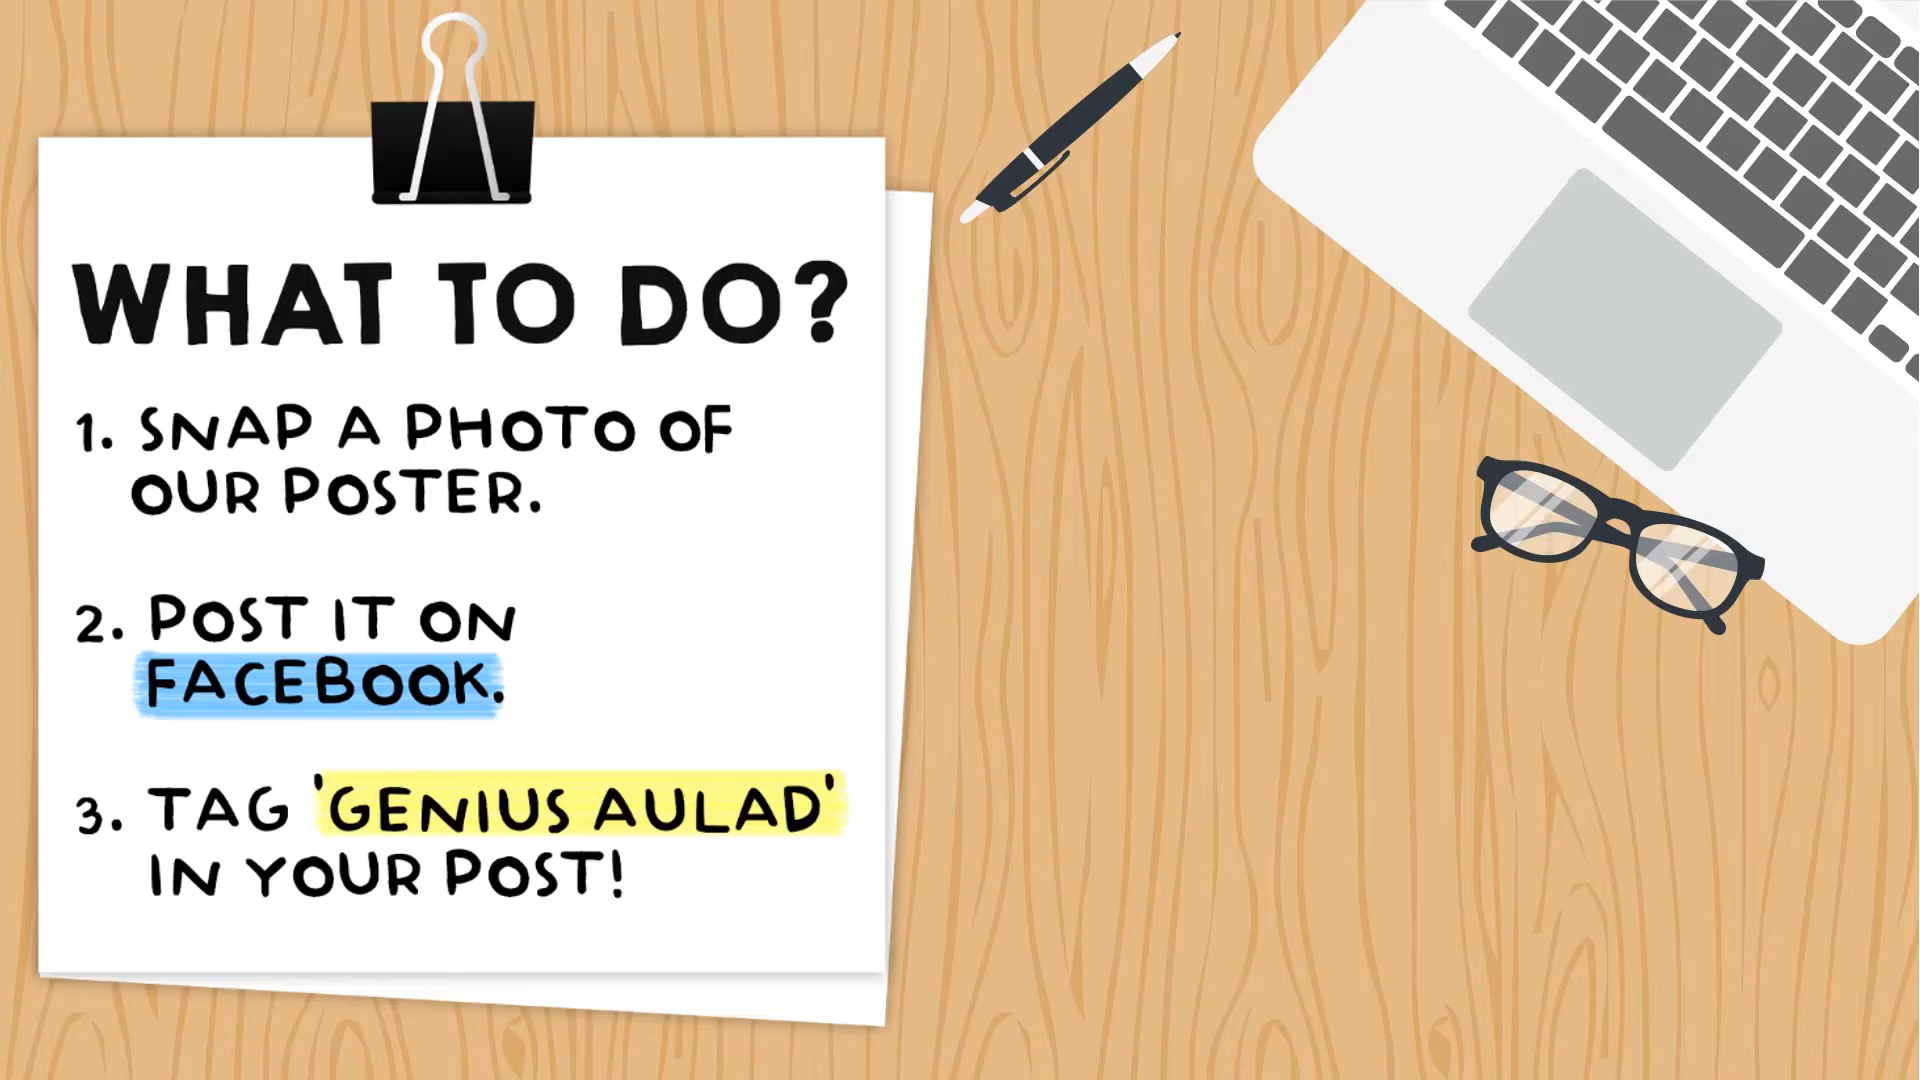 WHAT TO DO?
1. SNAP A PHOTO OF
OUR POSTER.
2. POST IT ON
FACEBOOK.
3. TAG 'GENIUS AULAD'
IN YOUR POST!